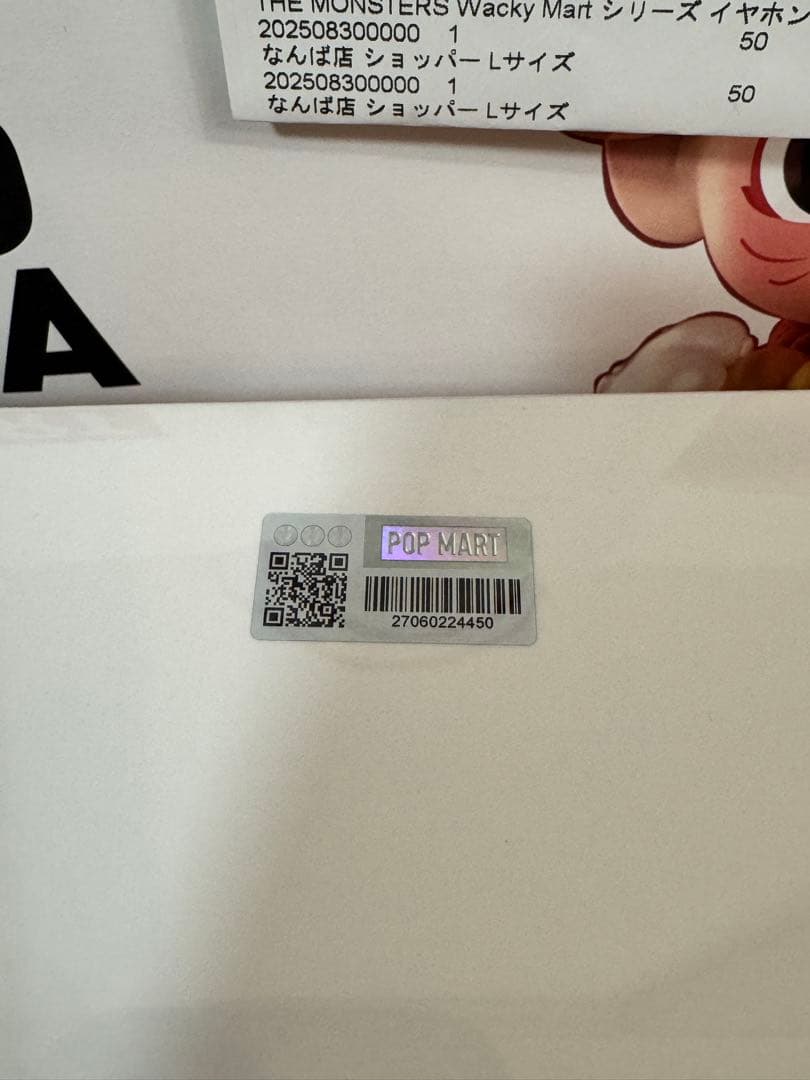 THE MONSTERS Wacky Mart シリーズ イヤホン
202508300000 1 50
なんば店 ショッパー Lサイズ
202508300000 1 50
なんば店 ショッパー Lサイズ
A
POP MART
27060224450